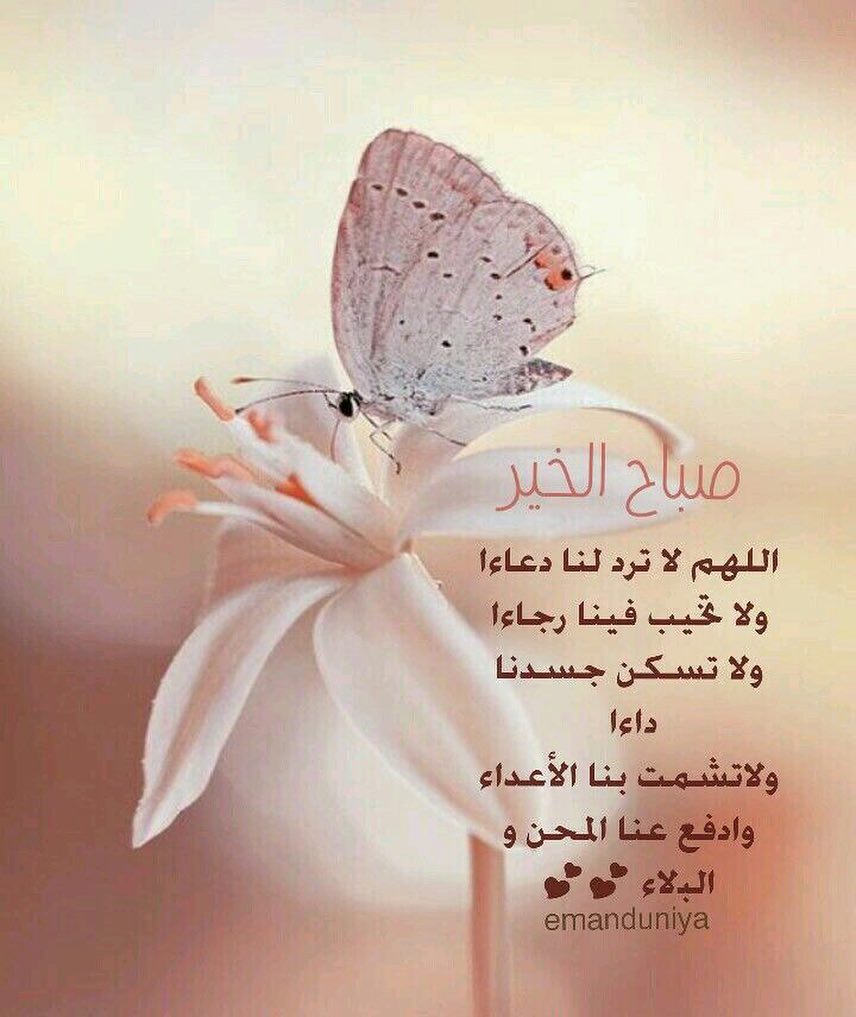 صباح الخير
اللهم لا ترد لنا دعاءا
ولا تخيب فينا رجاءا
ولا تسكن جسدنا
داءا
ولاتشمت بنا الأعداء
وادفع عنا المحن و
البلاء 💕 💕
emanduniya